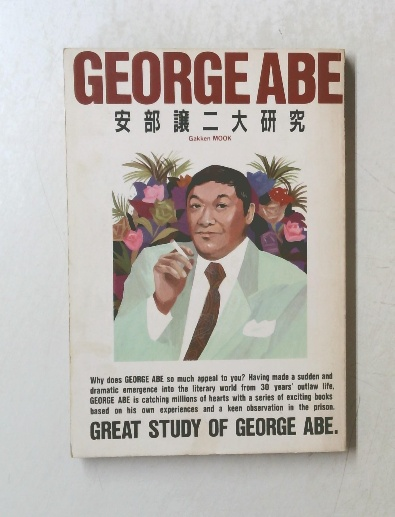 GEORGE ABE
安部譲二大研究
Gakken MOOK
Why does GEORGE ABE so much appeal to you? Having made a sudden and
dramatic emergence into the literary world from 30 years' outlaw life,
GEORGE ABE is catching millions of hearts with a series of exciting books
based on his own experiences and a keen observation in the prison.
GREAT STUDY OF GEORGE ABE.